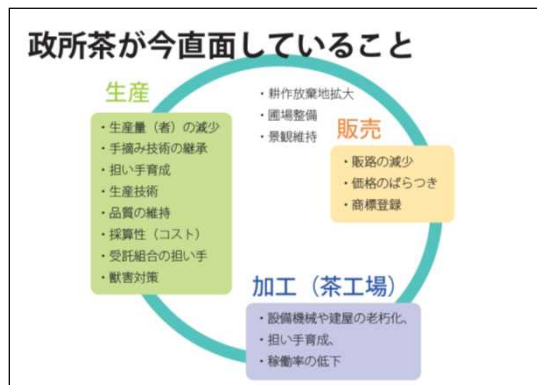 政所茶が今直面していること
生産
・生産量（者）の減少
・手摘み技術の継承
・担い手育成
・生産技術
・品質の維持
・採算性（コスト）
・受託組合の担い手
・獣害対策
・耕作放棄地拡大
・圃場整備
・景観維持
販売
・販路の減少
・価格のばらつき
・商標登録
加工（茶工場）
・設備機械や建屋の老朽化、
・担い手育成、
・稼働率の低下